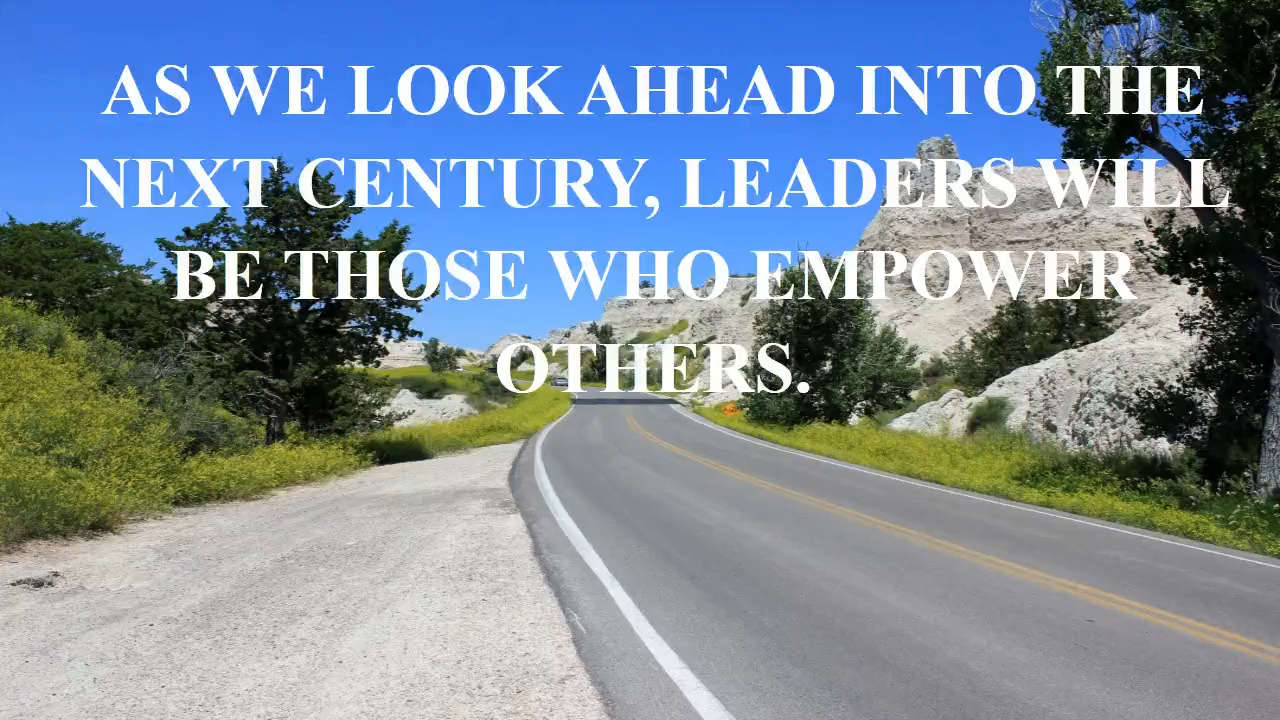 AS WE LOOK AHEAD INTO THE
NEXT CENTURY, LEADERS WILL
BE THOSE WHO EMPOWER
OTHERS.